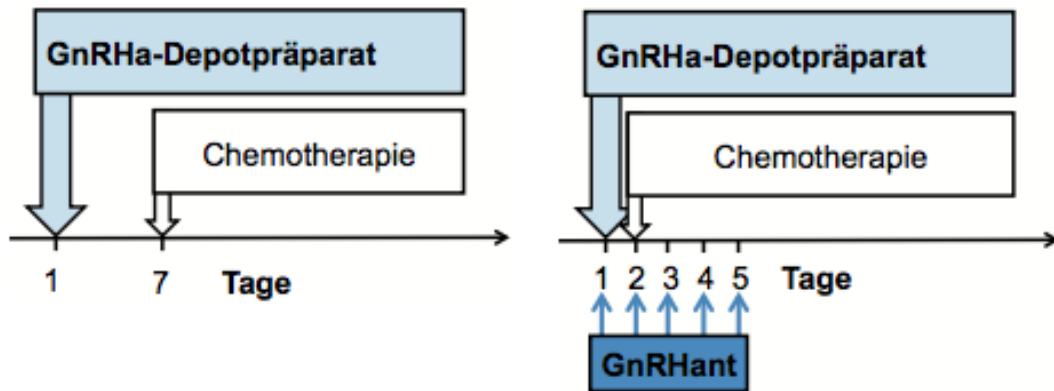 GnRHa-Depotpräparat
Chemotherapie
1 7 Tage
GnRHa-Depotpräparat
Chemotherapie
1 2 3 4 5 Tage
GnRHant